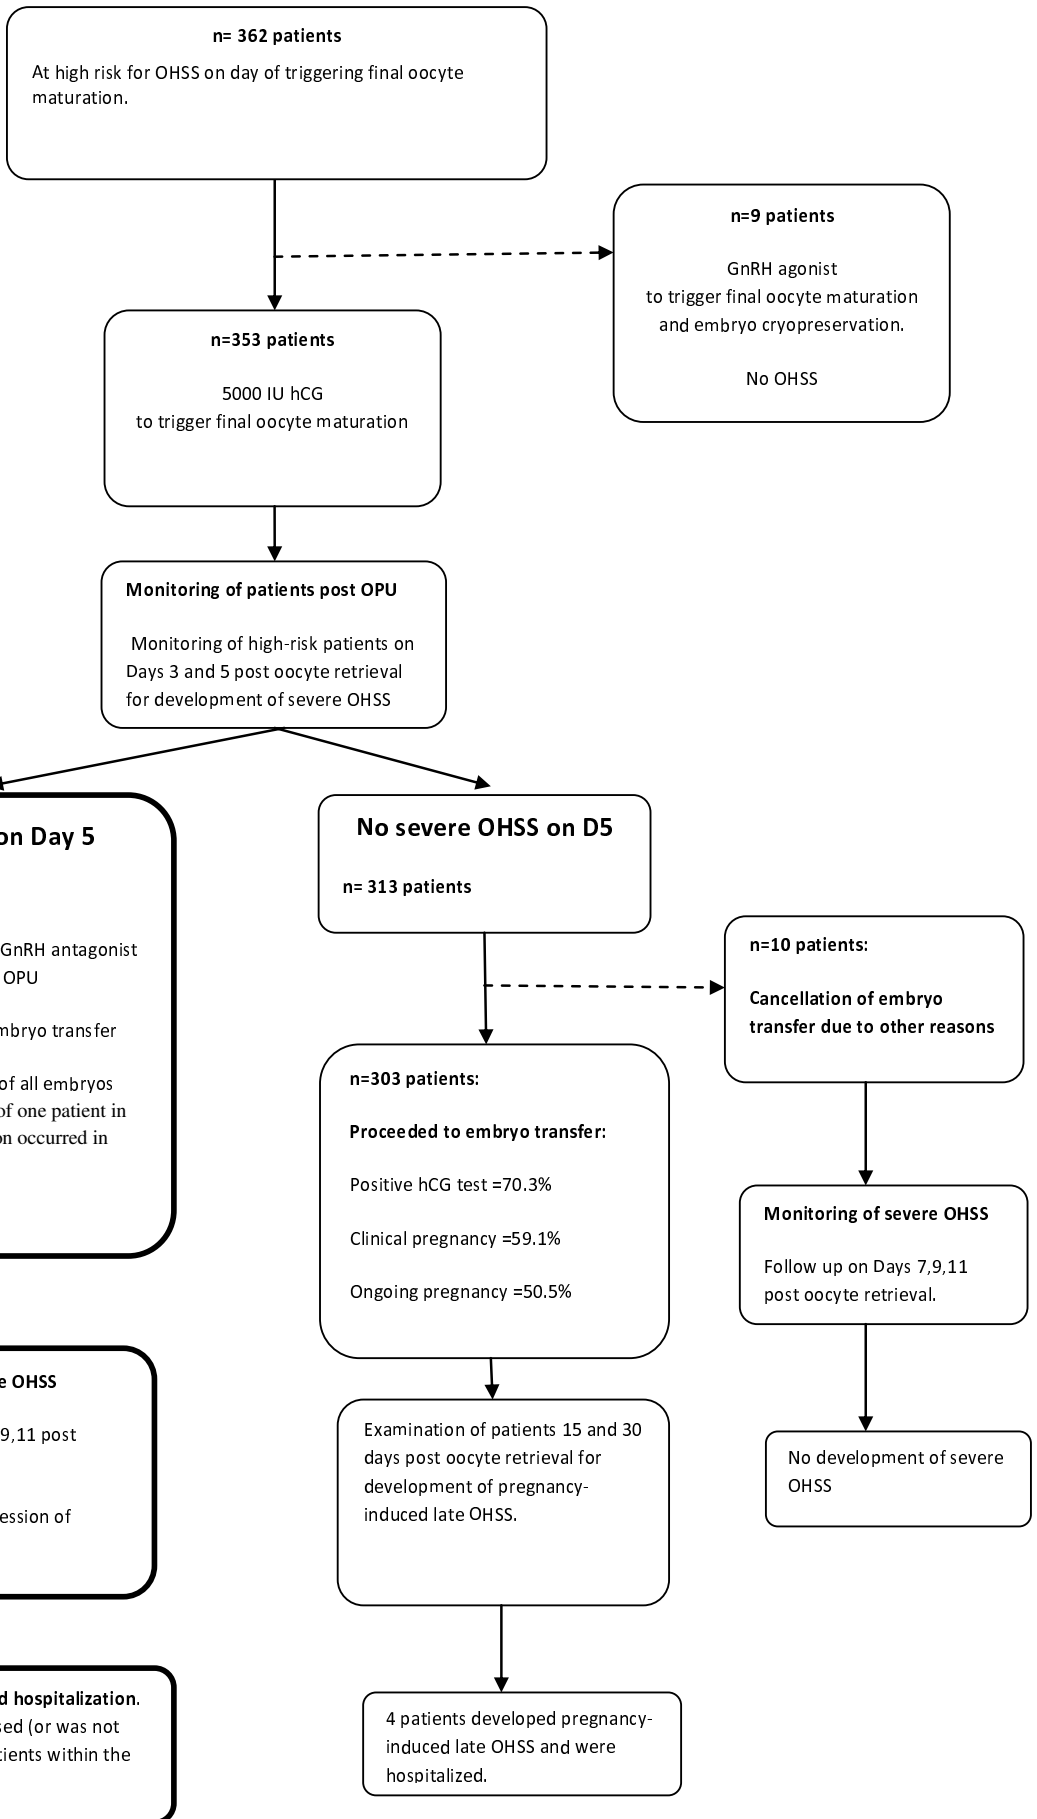 n= 362 patients
At high risk for OHSS on day of triggering final oocyte
maturation.
n=9 patients
GnRH agonist
to trigger final oocyte maturation
and embryo cryopreservation.
No OHSS
n=353 patients
5000 IU hCG
to trigger final oocyte maturation
Monitoring of patients post OPU
Monitoring of high-risk patients on
Days 3 and 5 post oocyte retrieval
for development of severe OHSS
on Day 5
GnRH antagonist
OPU
embryo transfer
of all embryos
of one patient in
occurred in
No severe OHSS on D5
n= 313 patients
n=10 patients:
Cancellation of embryo
transfer due to other reasons
n=303 patients:
Proceeded to embryo transfer:
Positive hCG test =70.3%
Clinical pregnancy =59.1%
Ongoing pregnancy =50.5%
Monitoring of severe OHSS
Follow up on Days 7,9,11
post oocyte retrieval.
OHSS
9,11 post
of
Examination of patients 15 and 30
days post oocyte retrieval for
development of pregnancy-
induced late OHSS.
No development of severe
OHSS
hospitalization.
(or was not
within the
4 patients developed pregnancy-
induced late OHSS and were
hospitalized.